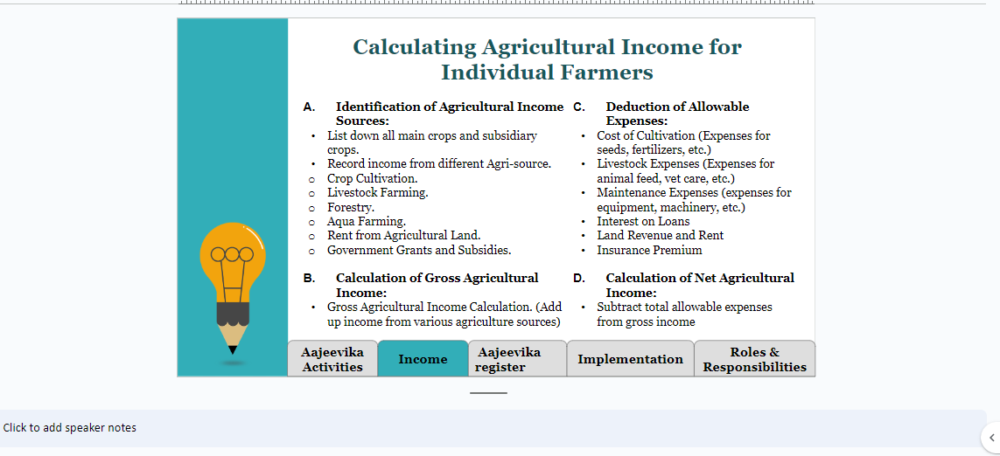 Calculating Agricultural Income for
Individual Farmers
A. Identification of Agricultural Income
Sources:
• List down all main crops and subsidiary
crops.
• Record income from different Agri-source.
o Crop Cultivation.
o Livestock Farming.
o Forestry.
o Aqua Farming.
o Rent from Agricultural Land.
o Government Grants and Subsidies.
B. Calculation of Gross Agricultural
Income:
• Gross Agricultural Income Calculation. (Add
up income from various agriculture sources)
C. Deduction of Allowable
Expenses:
• Cost of Cultivation (Expenses for
seeds, fertilizers, etc.)
• Livestock Expenses (Expenses for
animal feed, vet care, etc.)
• Maintenance Expenses (expenses for
equipment, machinery, etc.)
• Interest on Loans
• Land Revenue and Rent
• Insurance Premium
D. Calculation of Net Agricultural
Income:
• Subtract total allowable expenses
from gross income
Aajeevika
Activities
Income
Aajeevika
register
Implementation
Roles &
Responsibilities
Click to add speaker notes